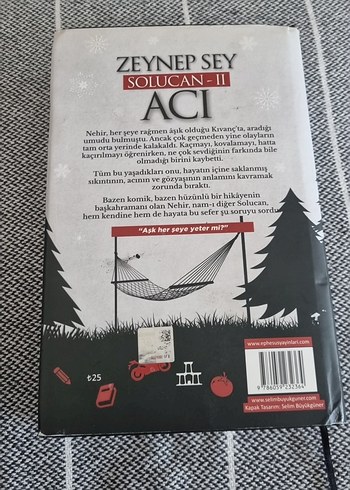 ZEYNEP SEY
SOLUCAN - II
ACI
Nehir, her şeye rağmen âşık olduğu Kıvanç'ta, aradığı
umudu bulmuştu. Ancak çok geçmeden yine olayların
tam orta yerinde kalakaldı. Kaçmayı, kovalamayı, hatta
kaçırılmayı öğrenirken, ne çok sevdiğinin farkında bile
olmadığı birini kaybetti.
Tüm bu yaşadıkları onu, hayatın içine saklanmış
sıkıntının, acının ve gözyaşının anlamını kavramak
zorunda bıraktı.
Bazen komik, bazen hüzünlü bir hikâyenin
başkahramanı olan Nehir, nam-ı diğer Solucan,
hem kendine hem de hayata bu sefer şu soruyu sordu
"Aşk her şeye yeter mi?"
www.ephesusyayinlari.com
9 786059 232364
₺25
www.selimbuyukguner.com
Kapak Tasarım: Selim Büyükgüner